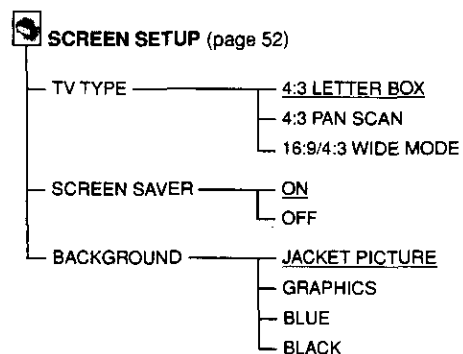 SCREEN SETUP (page 52)
TV TYPE
4:3 LETTER BOX
4:3 PAN SCAN
16:9/4:3 WIDE MODE
SCREEN SAVER
ON
OFF
BACKGROUND
JACKET PICTURE
GRAPHICS
BLUE
BLACK